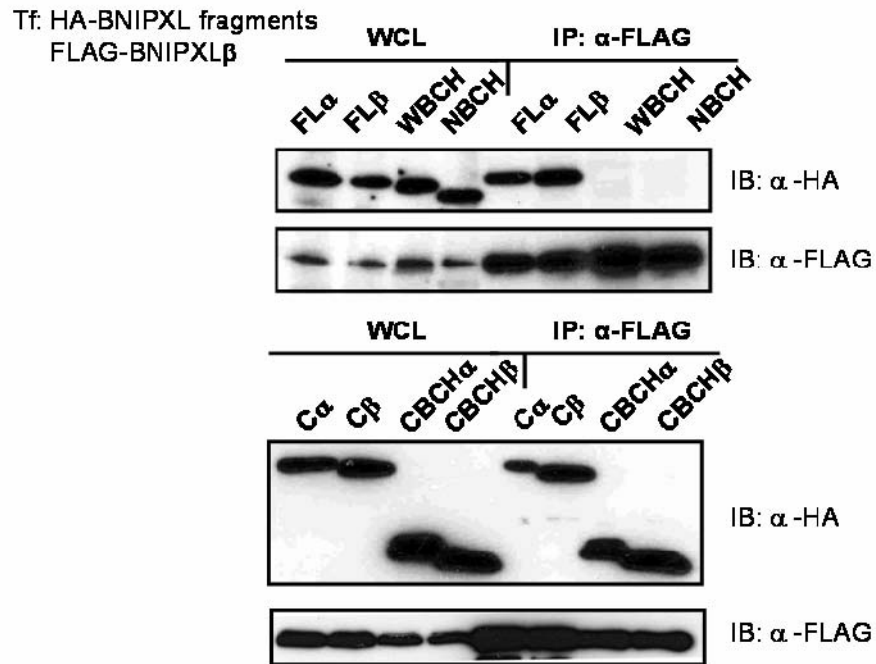 Tf: HA-BNIPXL fragments
FLAG-BNIPXLβ
WCL IP: α-FLAG
FLα FLβ WBCH NBCH FLα FLβ WBCH NBCH
IB: α-HA
IB: α-FLAG
WCL IP: α-FLAG
Cα Cβ CBCHα CBCHβ Cα Cβ CBCHα CBCHβ
IB: α-HA
IB: α-FLAG